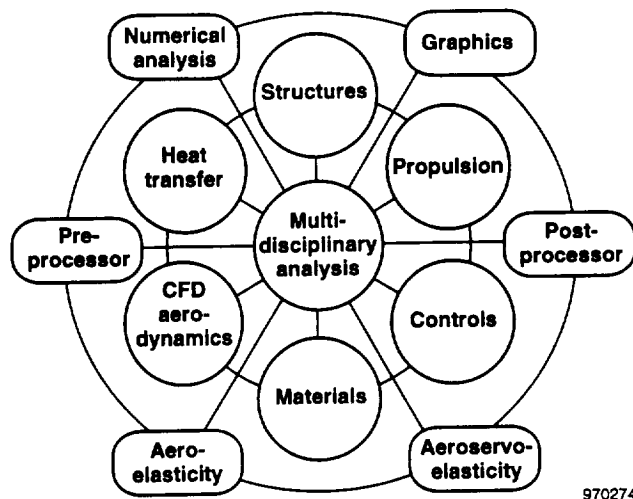 Numerical
analysis
Graphics
Structures
Heat
transfer
Propulsion
Multi-
disciplinary
analysis
Pre-
processor
Post-
processor
CFD
aero-
dynamics
Controls
Materials
Aero-
elasticity
Aeroservo-
elasticity
970274